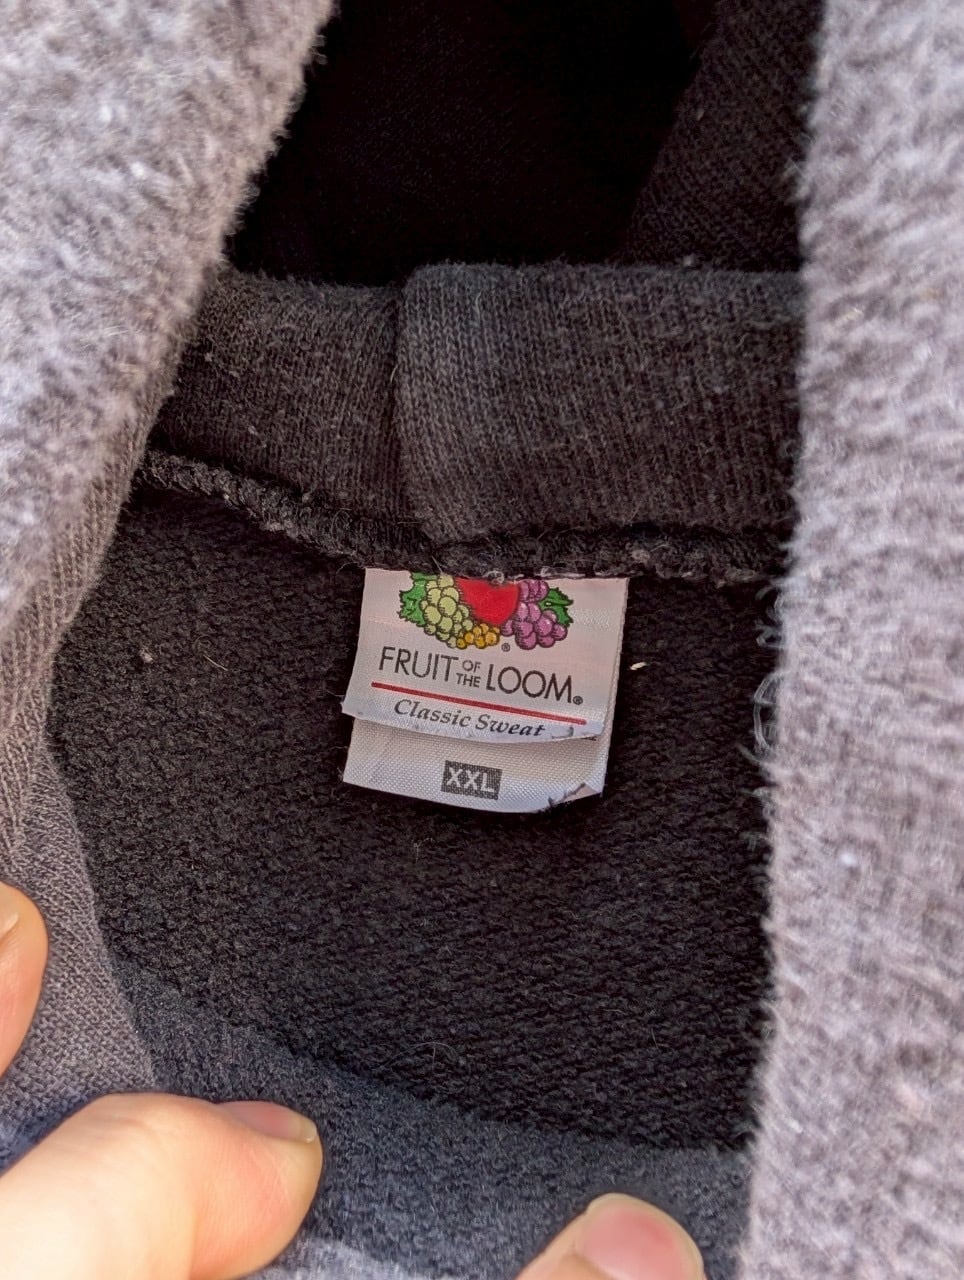 ®
FRUIT OF THE LOOM®
Classic Sweat
XXL